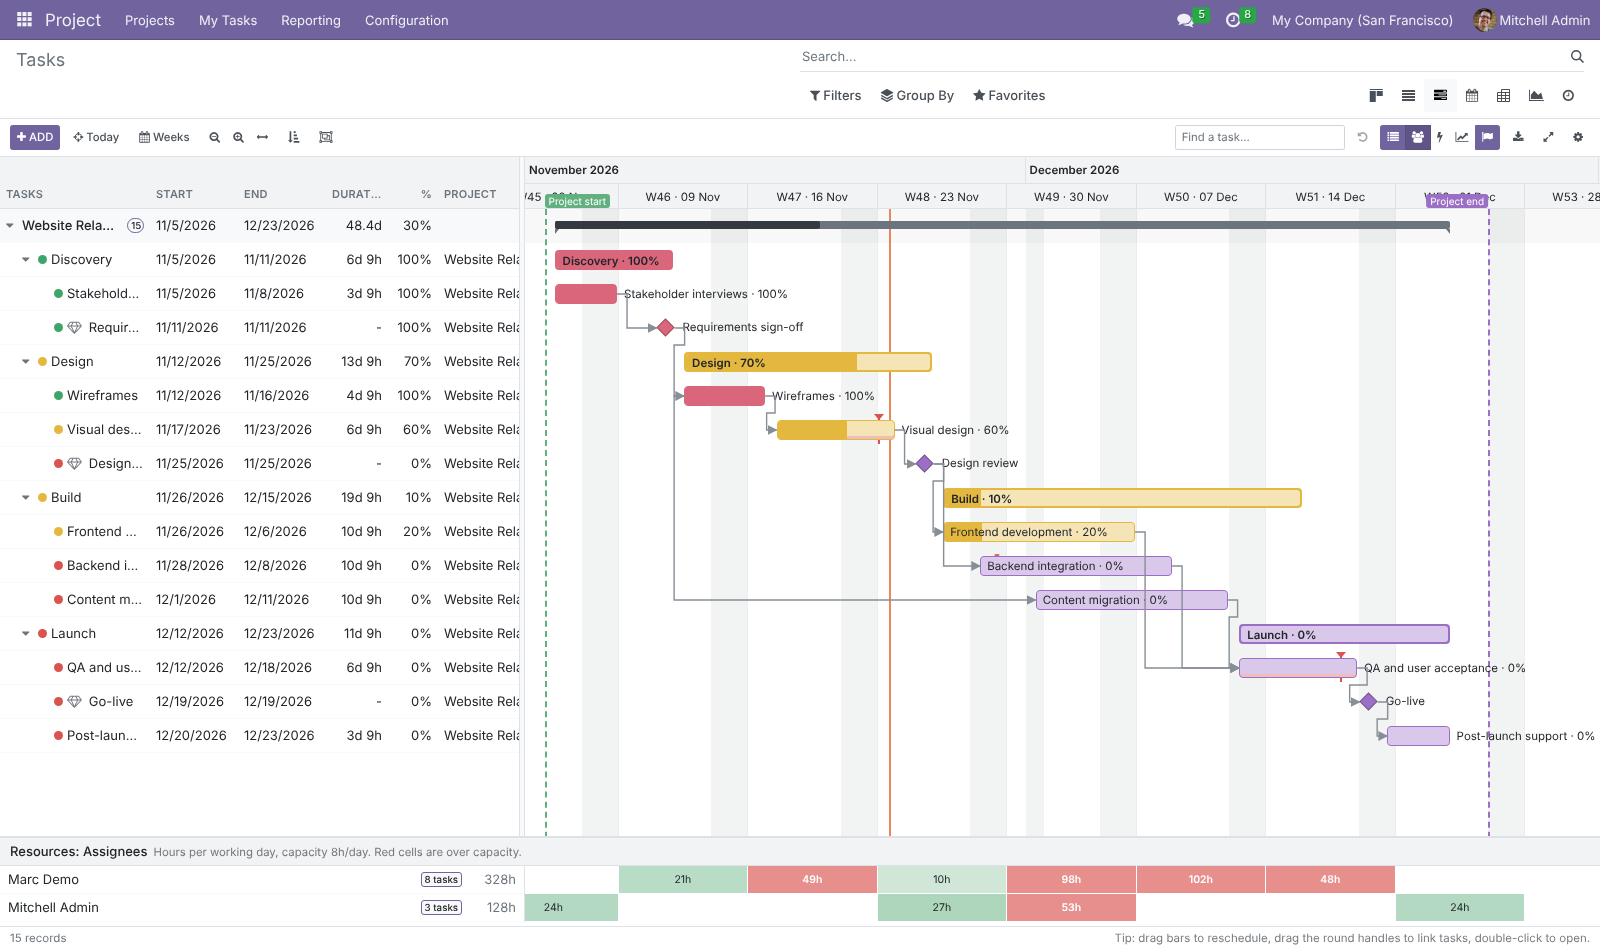 Project Projects My Tasks Reporting Configuration 5 8 My Company (San Francisco) Mitchell Admin
Tasks Search...
Filters Group By Favorites
ADD Today Weeks Find a task...
November 2026 December 2026
TASKS START END DURAT... % PROJECT
W46 · 09 Nov W47 · 16 Nov W48 · 23 Nov W49 · 30 Nov W50 · 07 Dec W51 · 14 Dec W53 · 28
Project start Project end
Website Rela... 15 11/5/2026 12/23/2026 48.4d 30%
Discovery 11/5/2026 11/11/2026 6d 9h 100% Website Rela Discovery · 100%
Stakehold... 11/5/2026 11/8/2026 3d 9h 100% Website Rela Stakeholder interviews · 100%
Requir... 11/11/2026 11/11/2026 - 100% Website Rela Requirements sign-off
Design 11/12/2026 11/25/2026 13d 9h 70% Website Rela Design · 70%
Wireframes 11/12/2026 11/16/2026 4d 9h 100% Website Rela Wireframes · 100%
Visual des... 11/17/2026 11/23/2026 6d 9h 60% Website Rela Visual design · 60%
Design... 11/25/2026 11/25/2026 - 0% Website Rela Design review
Build 11/26/2026 12/15/2026 19d 9h 10% Website Rela Build · 10%
Frontend ... 11/26/2026 12/6/2026 10d 9h 20% Website Rela Frontend development · 20%
Backend i... 11/28/2026 12/8/2026 10d 9h 0% Website Rela Backend integration · 0%
Content m... 12/1/2026 12/11/2026 10d 9h 0% Website Rela Content migration · 0%
Launch 12/12/2026 12/23/2026 11d 9h 0% Website Rela Launch · 0%
QA and us... 12/12/2026 12/18/2026 6d 9h 0% Website Rela QA and user acceptance · 0%
Go-live 12/19/2026 12/19/2026 - 0% Website Rela Go-live
Post-laun... 12/20/2026 12/23/2026 3d 9h 0% Website Rela Post-launch support · 0%
Resources: Assignees Hours per working day, capacity 8h/day. Red cells are over capacity.
Marc Demo 8 tasks 328h 21h 49h 10h 98h 102h 48h
Mitchell Admin 3 tasks 128h 24h 27h 53h 24h
15 records Tip: drag bars to reschedule, drag the round handles to link tasks, double-click to open.